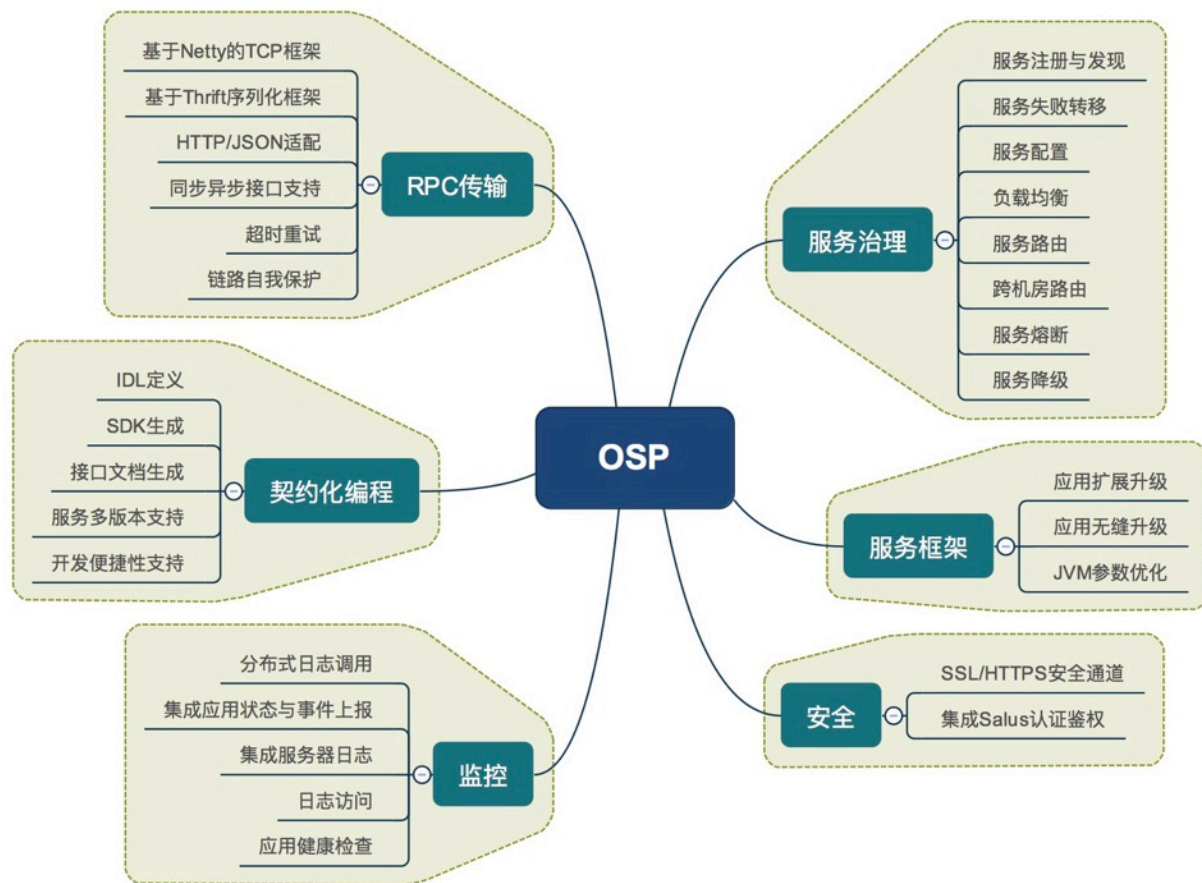 基于Netty的TCP框架
基于Thrift序列化框架
HTTP/JSON适配
同步异步接口支持
超时重试
链路自我保护
RPC传输
服务注册与发现
服务失败转移
服务配置
负载均衡
服务路由
跨机房路由
服务熔断
服务降级
服务治理
OSP
IDL定义
SDK生成
接口文档生成
服务多版本支持
开发便捷性支持
契约化编程
应用扩展升级
应用无缝升级
JVM参数优化
服务框架
分布式日志调用
集成应用状态与事件上报
集成服务器日志
日志访问
应用健康检查
监控
SSL/HTTPS安全通道
集成Salus认证鉴权
安全